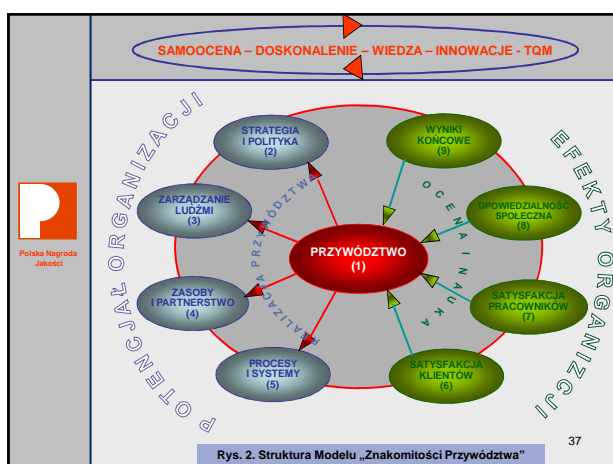 SAMOOCENA – DOSKONALENIE – WIEDZA – INNOWACJE - TQM
POTENCJAŁ ORGANIZACJI
EFEKTY ORGANIZCJI
STRATEGIA
I POLITYKA
(2)
WYNIKI
KOŃCOWE
(9)
ZARZĄDZANIE
LUDŹMI
(3)
DPOWIEDZIALNOŚĆ
SPOŁECZNA
(8)
REALIZACJA PRZYWÓDZTWA
OCENA I NAUKA
PRZYWÓDZTWO
(1)
Polska Nagroda
Jakości
ZASOBY
I PARTNERSTWO
(4)
SATYSFAKCJA
PRACOWNIKÓW
(7)
PROCESY
I SYSTEMY
(5)
SATYSFAKCJA
KLIENTÓW
(6)
37
Rys. 2. Struktura Modelu „Znakomitości Przywództwa”